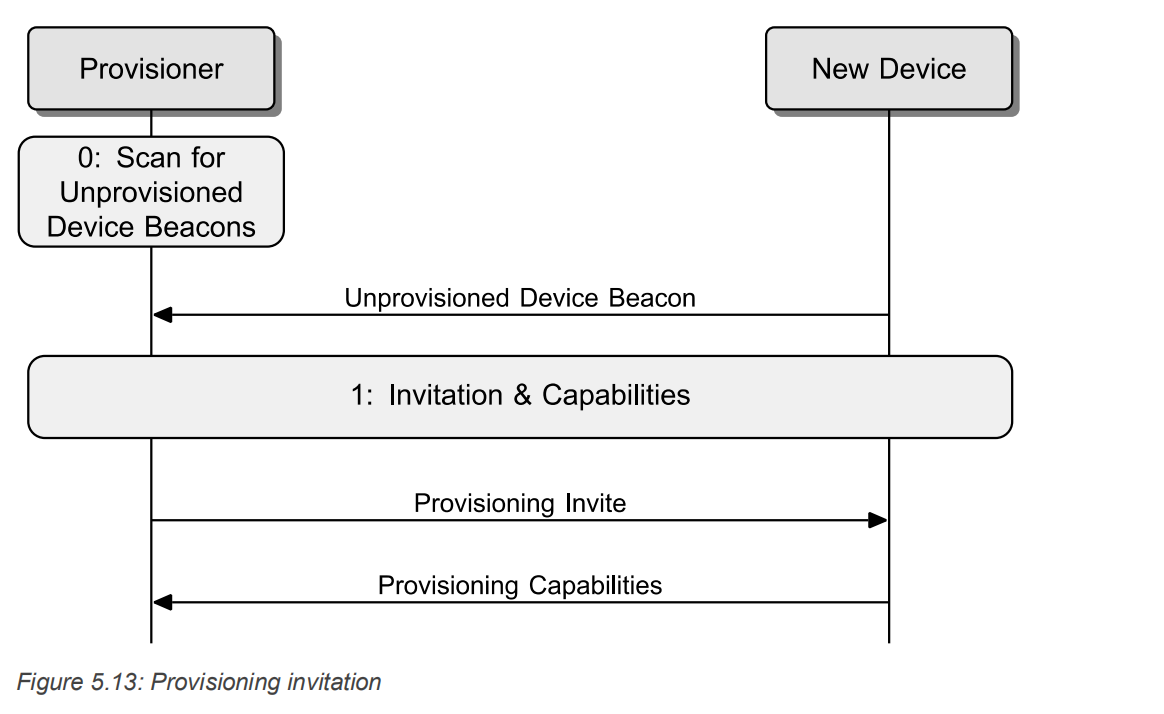 Provisioner
New Device
0: Scan for
Unprovisioned
Device Beacons
Unprovisioned Device Beacon
1: Invitation & Capabilities
Provisioning Invite
Provisioning Capabilities
Figure 5.13: Provisioning invitation